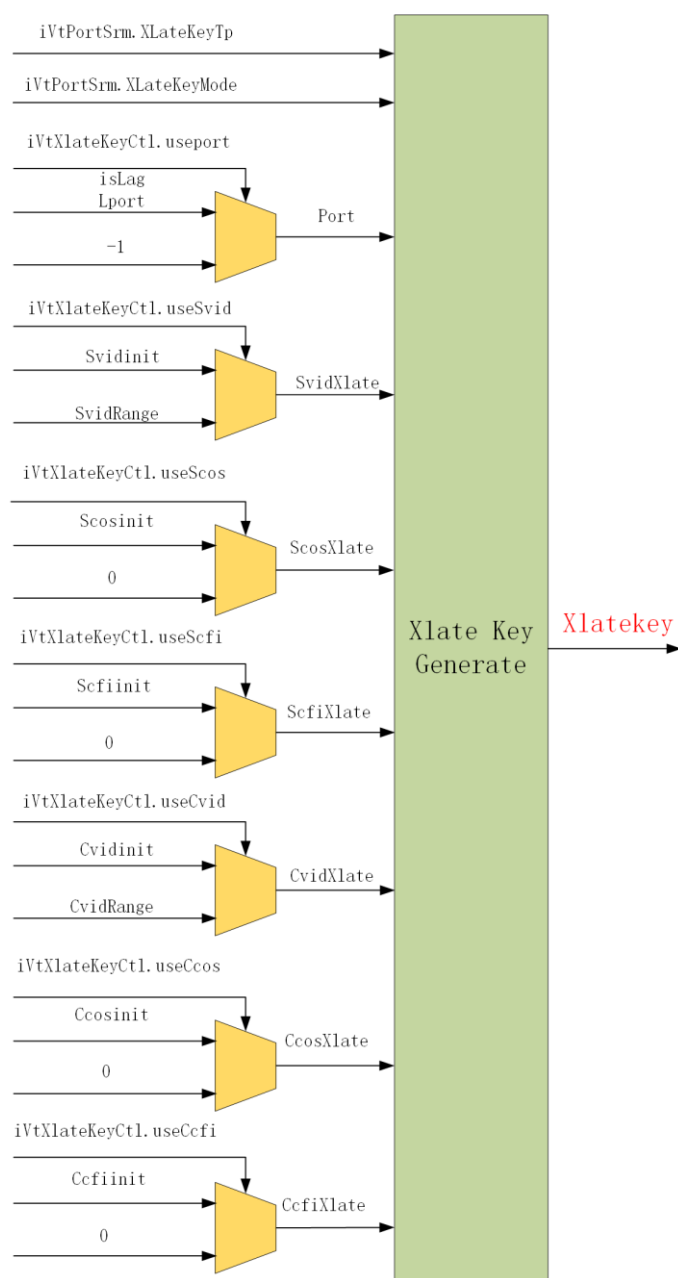 iVtPortSrm.XLateKeyTp
iVtPortSrm.XLateKeyMode
iVtXlateKeyCtl.useport
isLag
Lport
Port
-1
iVtXlateKeyCtl.useSvid
Svidinit
SvidXlate
SvidRange
iVtXlateKeyCtl.useScos
Scosinit
ScosXlate
0
iVtXlateKeyCtl.useScfi
Scfiinit
ScfiXlate
0
iVtXlateKeyCtl.useCvid
Cvidinit
CvidXlate
CvidRange
iVtXlateKeyCtl.useCcos
Ccosinit
CcosXlate
0
iVtXlateKeyCtl.useCcfi
Ccfiinit
CcfiXlate
0
Xlate Key
Generate
Xlatekey